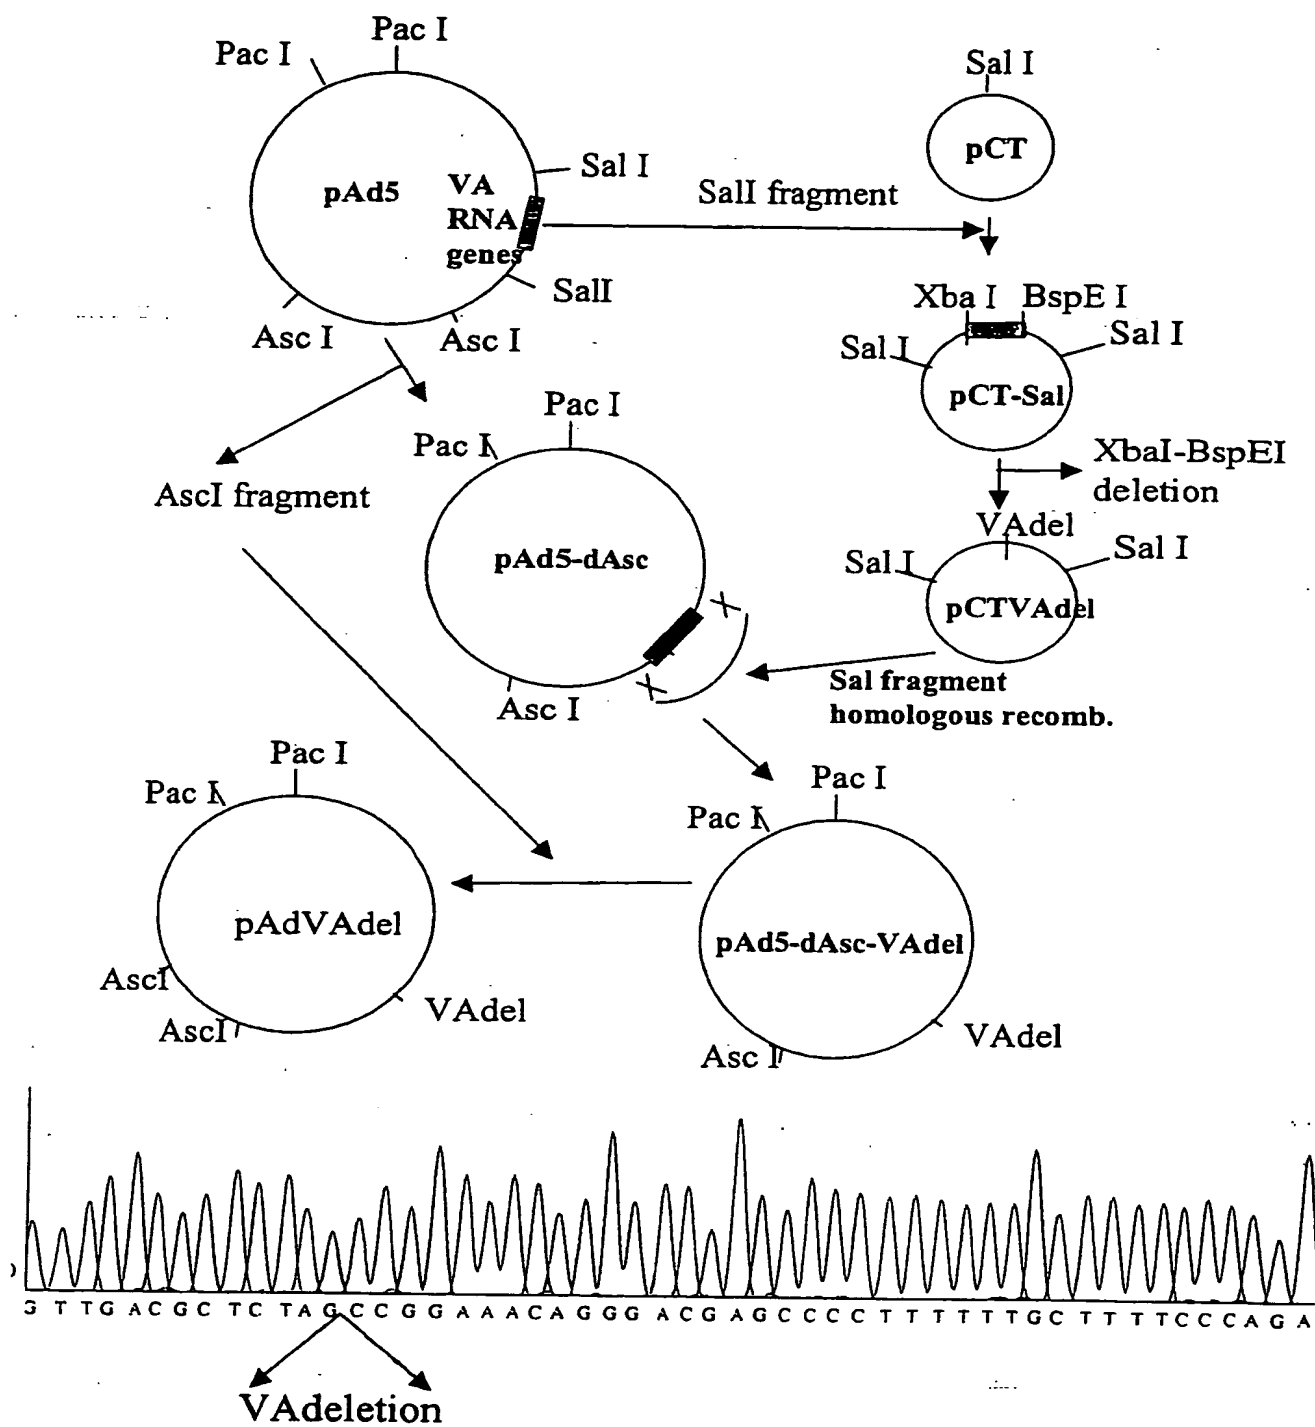 Pac I
Pac I
Sal I
pCT
Sal I
pAd5
VA
RNA
genes
SalI fragment
SalI
Asc I
Asc I
Xba I
BspE I
Sal I
Sal I
pCT-Sal
XbaI-BspEI
deletion
AscI fragment
Pac I
Pac I
pAd5-dAsc
Asc I
X
X
VAdel
Sal I
Sal I
pCTVAdel
Sal fragment
homologous recomb.
Pac I
Pac I
pAdVAdel
AscI
AscI
VAdel
Pac I
Pac I
pAd5-dAsc-VAdel
Asc I
VAdel
G T T G A C G C T C T A G C C G G A A A C A G G G A C G A G C C C C T T T T T T G C T T T T C C C A G A
VAdeletion